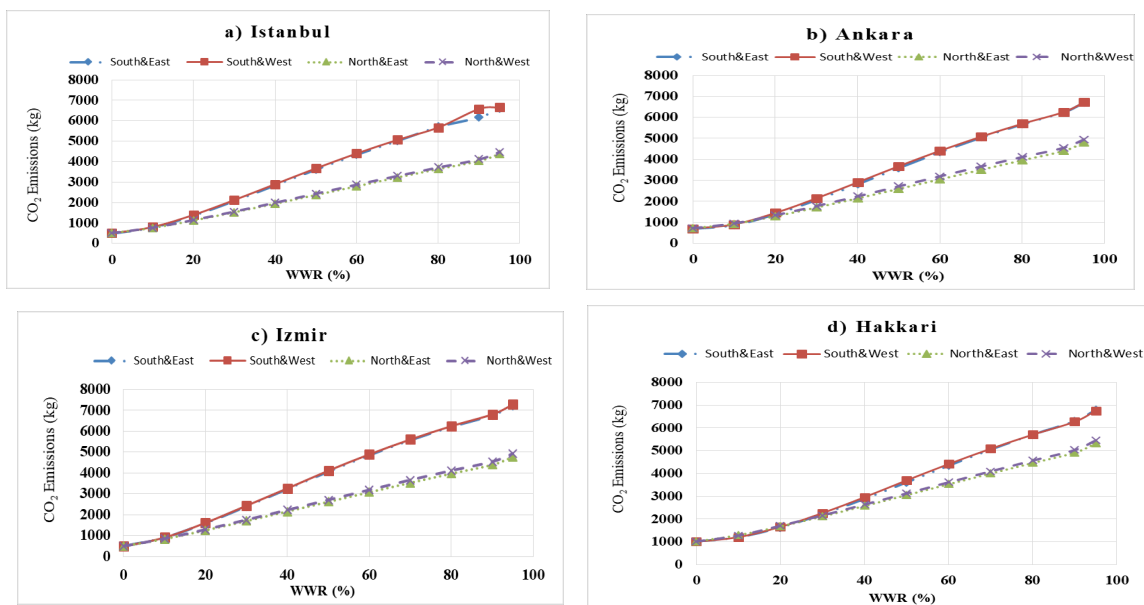 a) Istanbul
South&East South&West North&East North&West
8000
7000
6000
5000
4000
3000
2000
1000
0
CO2 Emissions (kg)
0 20 40 60 80 100
WWR (%)
b) Ankara
South&East South&West North&East North&West
8000
7000
6000
5000
4000
3000
2000
1000
0
CO2 Emissions (kg)
0 20 40 60 80 100
WWR (%)
c) Izmir
South&East South&West North&East North&West
8000
7000
6000
5000
4000
3000
2000
1000
0
CO2 Emissions (kg)
0 20 40 60 80 100
WWR (%)
d) Hakkari
South&East South&West North&East North&West
8000
7000
6000
5000
4000
3000
2000
1000
0
CO2 Emissions (kg)
0 20 40 60 80 100
WWR (%)